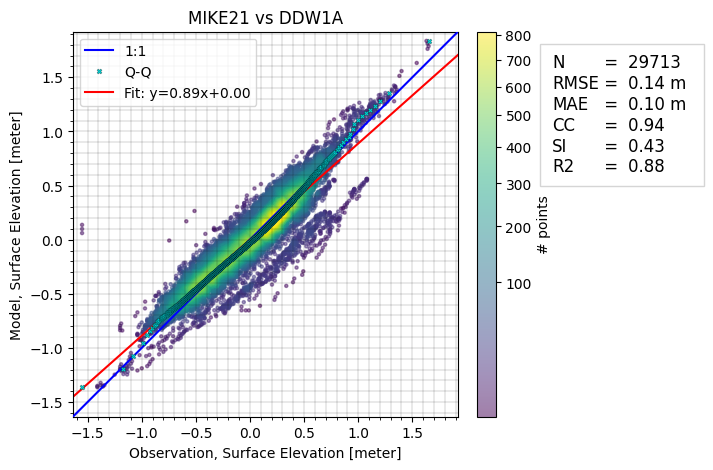 MIKE21 vs DDW1A
1:1
Q-Q
Fit: y=0.89x+0.00
Model, Surface Elevation [meter]
1.5
1.0
0.5
0.0
−0.5
−1.0
−1.5
−1.5 −1.0 −0.5 0.0 0.5 1.0 1.5
Observation, Surface Elevation [meter]
800
700
600
500
400
300
200
100
# points
N = 29713
RMSE = 0.14 m
MAE = 0.10 m
CC = 0.94
SI = 0.43
R2 = 0.88